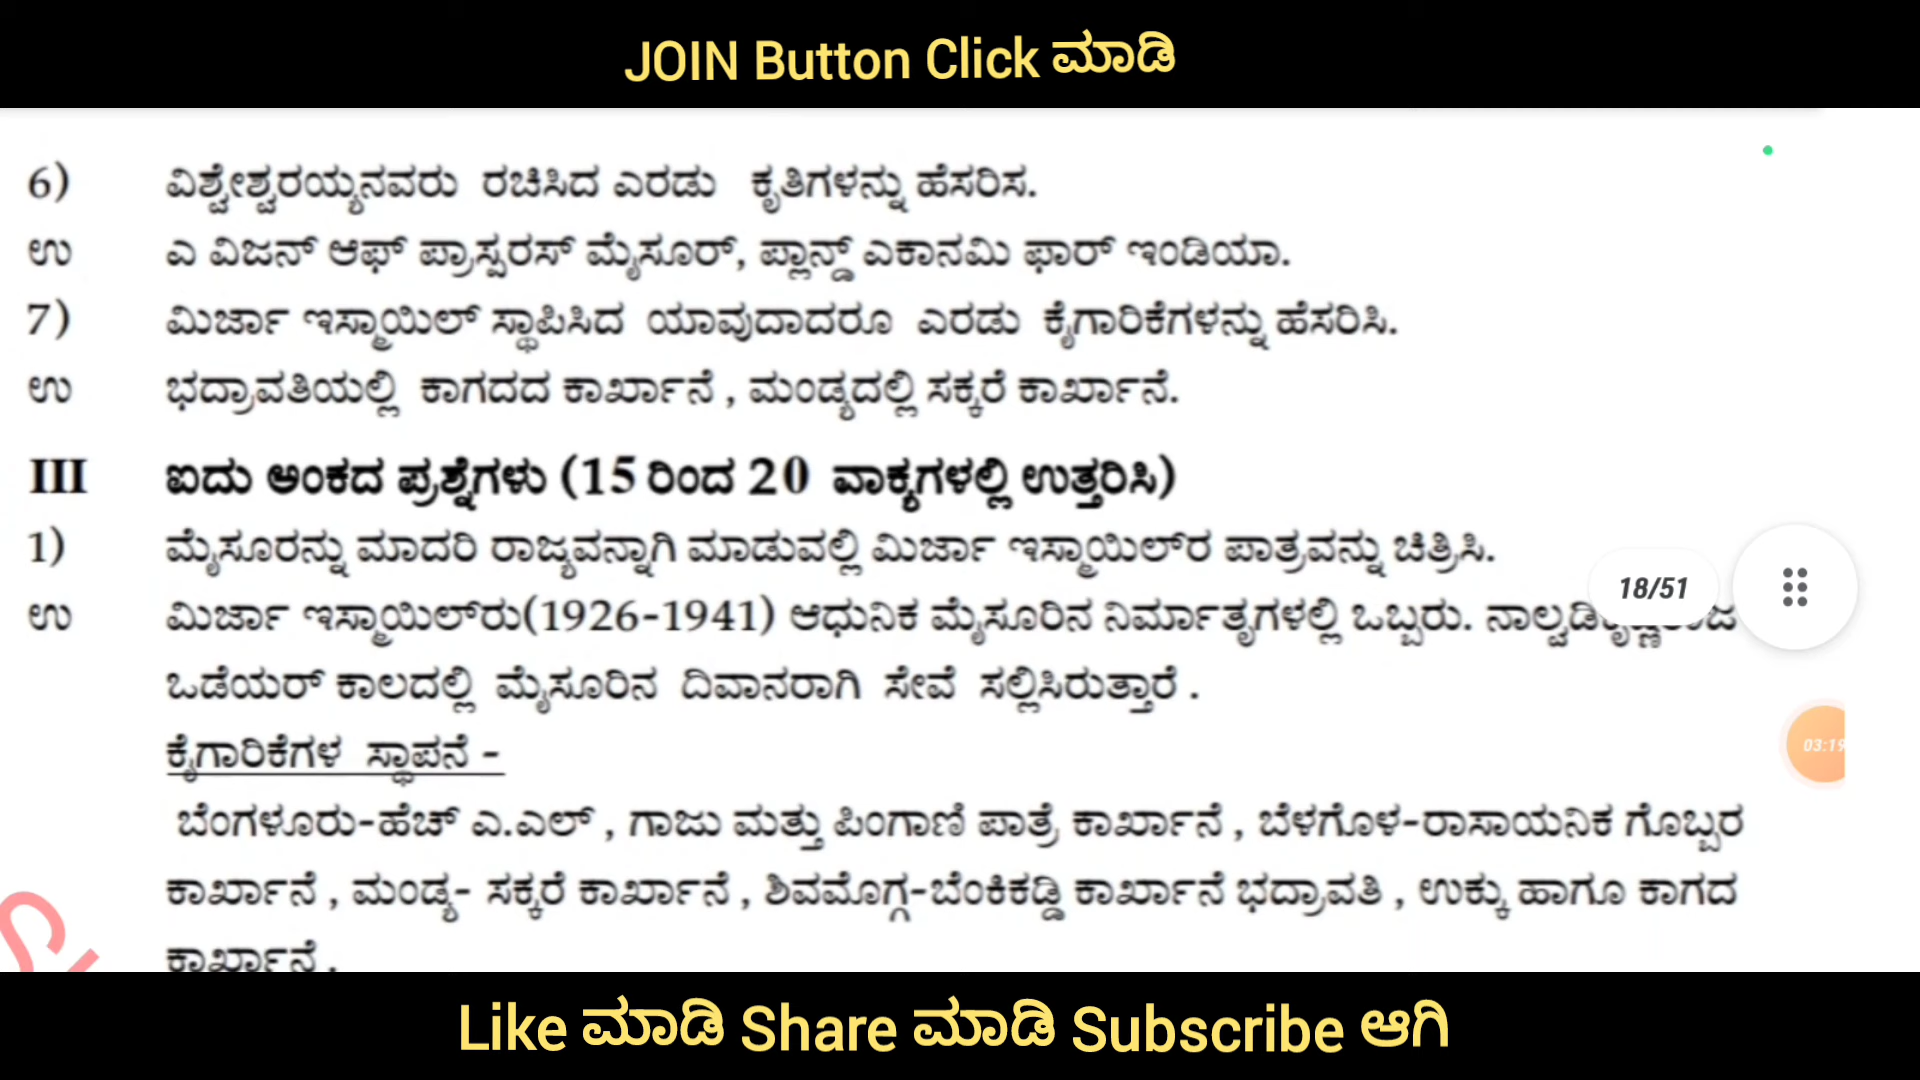 JOIN Button Click ಮಾಡಿ
6) ವಿಶ್ವೇಶ್ವರಯ್ಯನವರು ರಚಿಸಿದ ಎರಡು ಕೃತಿಗಳನ್ನು ಹೆಸರಿಸ.
ಉ ಎ ವಿಜನ್ ಆಫ್ ಪ್ರಾಸ್ಪರಸ್ ಮೈಸೂರ್, ಪ್ಲಾನ್ಡ್ ಎಕಾನಮಿ ಫಾರ್ ಇಂಡಿಯಾ.
7) ಮಿರ್ಜಾ ಇಸ್ಮಾಯಿಲ್ ಸ್ಥಾಪಿಸಿದ ಯಾವುದಾದರೂ ಎರಡು ಕೈಗಾರಿಕೆಗಳನ್ನು ಹೆಸರಿಸಿ.
ಉ ಭದ್ರಾವತಿಯಲ್ಲಿ ಕಾಗದದ ಕಾರ್ಖಾನೆ , ಮಂಡ್ಯದಲ್ಲಿ ಸಕ್ಕರೆ ಕಾರ್ಖಾನೆ.
III ಐದು ಅಂಕದ ಪ್ರಶ್ನೆಗಳು (15 ರಿಂದ 20 ವಾಕ್ಯಗಳಲ್ಲಿ ಉತ್ತರಿಸಿ)
1) ಮೈಸೂರನ್ನು ಮಾದರಿ ರಾಜ್ಯವನ್ನಾಗಿ ಮಾಡುವಲ್ಲಿ ಮಿರ್ಜಾ ಇಸ್ಮಾಯಿಲ್‌ರ ಪಾತ್ರವನ್ನು ಚಿತ್ರಿಸಿ.
18/51
ಉ ಮಿರ್ಜಾ ಇಸ್ಮಾಯಿಲ್‌ರು(1926-1941) ಆಧುನಿಕ ಮೈಸೂರಿನ ನಿರ್ಮಾತೃಗಳಲ್ಲಿ ಒಬ್ಬರು.
ಒಡೆಯರ್ ಕಾಲದಲ್ಲಿ ಮೈಸೂರಿನ ದಿವಾನರಾಗಿ ಸೇವೆ ಸಲ್ಲಿಸಿರುತ್ತಾರೆ .
03:19
ಕೈಗಾರಿಕೆಗಳ ಸ್ಥಾಪನೆ -
ಬೆಂಗಳೂರು-ಹೆಚ್ ಎ.ಎಲ್ , ಗಾಜು ಮತ್ತು ಪಿಂಗಾಣಿ ಪಾತ್ರೆ ಕಾರ್ಖಾನೆ , ಬೆಳಗೊಳ-ರಾಸಾಯನಿಕ ಗೊಬ್ಬರ
ಕಾರ್ಖಾನೆ , ಮಂಡ್ಯ- ಸಕ್ಕರೆ ಕಾರ್ಖಾನೆ , ಶಿವಮೊಗ್ಗ-ಬೆಂಕಿಕಡ್ಡಿ ಕಾರ್ಖಾನೆ ಭದ್ರಾವತಿ , ಉಕ್ಕು ಹಾಗೂ ಕಾಗದ
ಕಾರ್ಖಾನೆ .
Like ಮಾಡಿ Share ಮಾಡಿ Subscribe ಆಗಿ